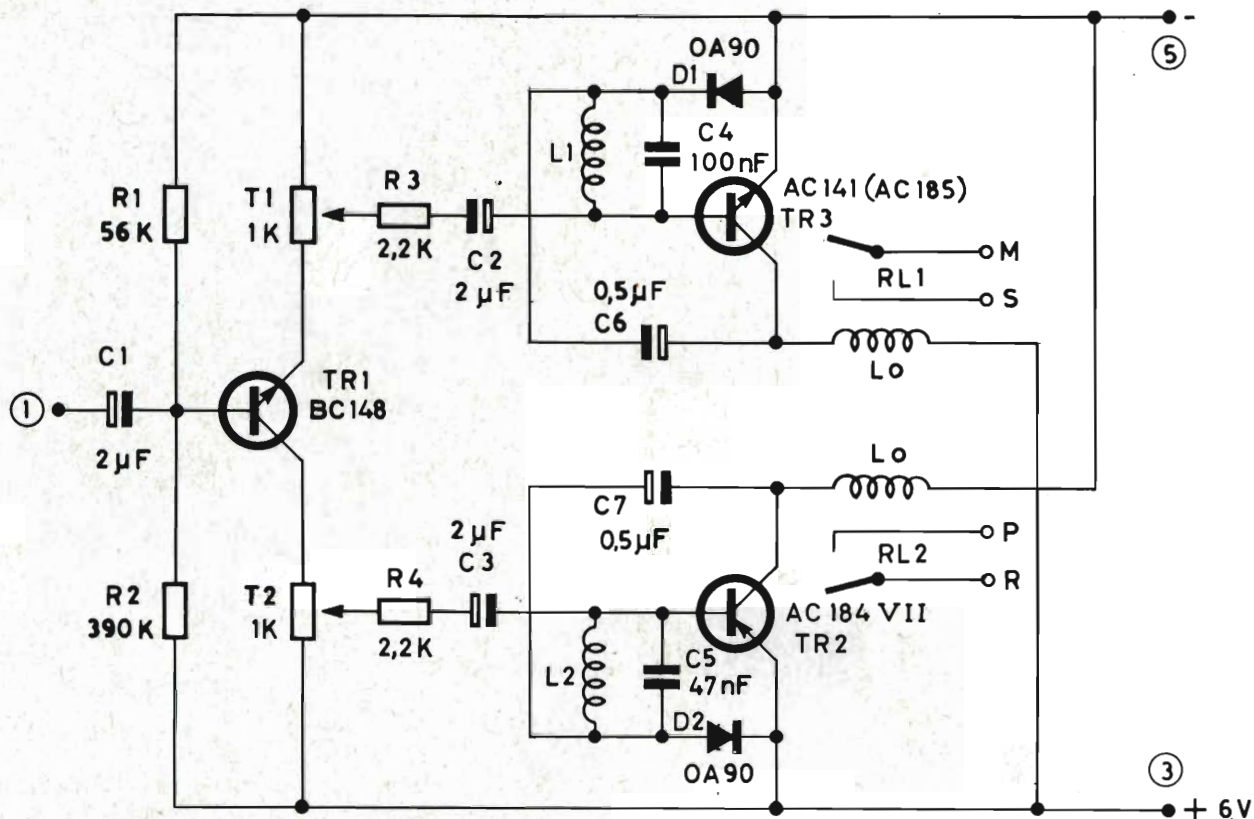 OA90
D1
-
5
L1
C4
100nF
R1
56K
T1
1K
R3
2,2K
C2
2µF
AC141 (AC185)
TR3
M
RL1
S
0,5µF
C6
Lo
C1
1
2µF
TR1
BC148
Lo
C7
0,5µF
2µF
C3
P
RL2
R
R2
390K
T2
1K
R4
2,2K
AC184 VII
TR2
L2
C5
47nF
D2
OA90
3
+ 6V